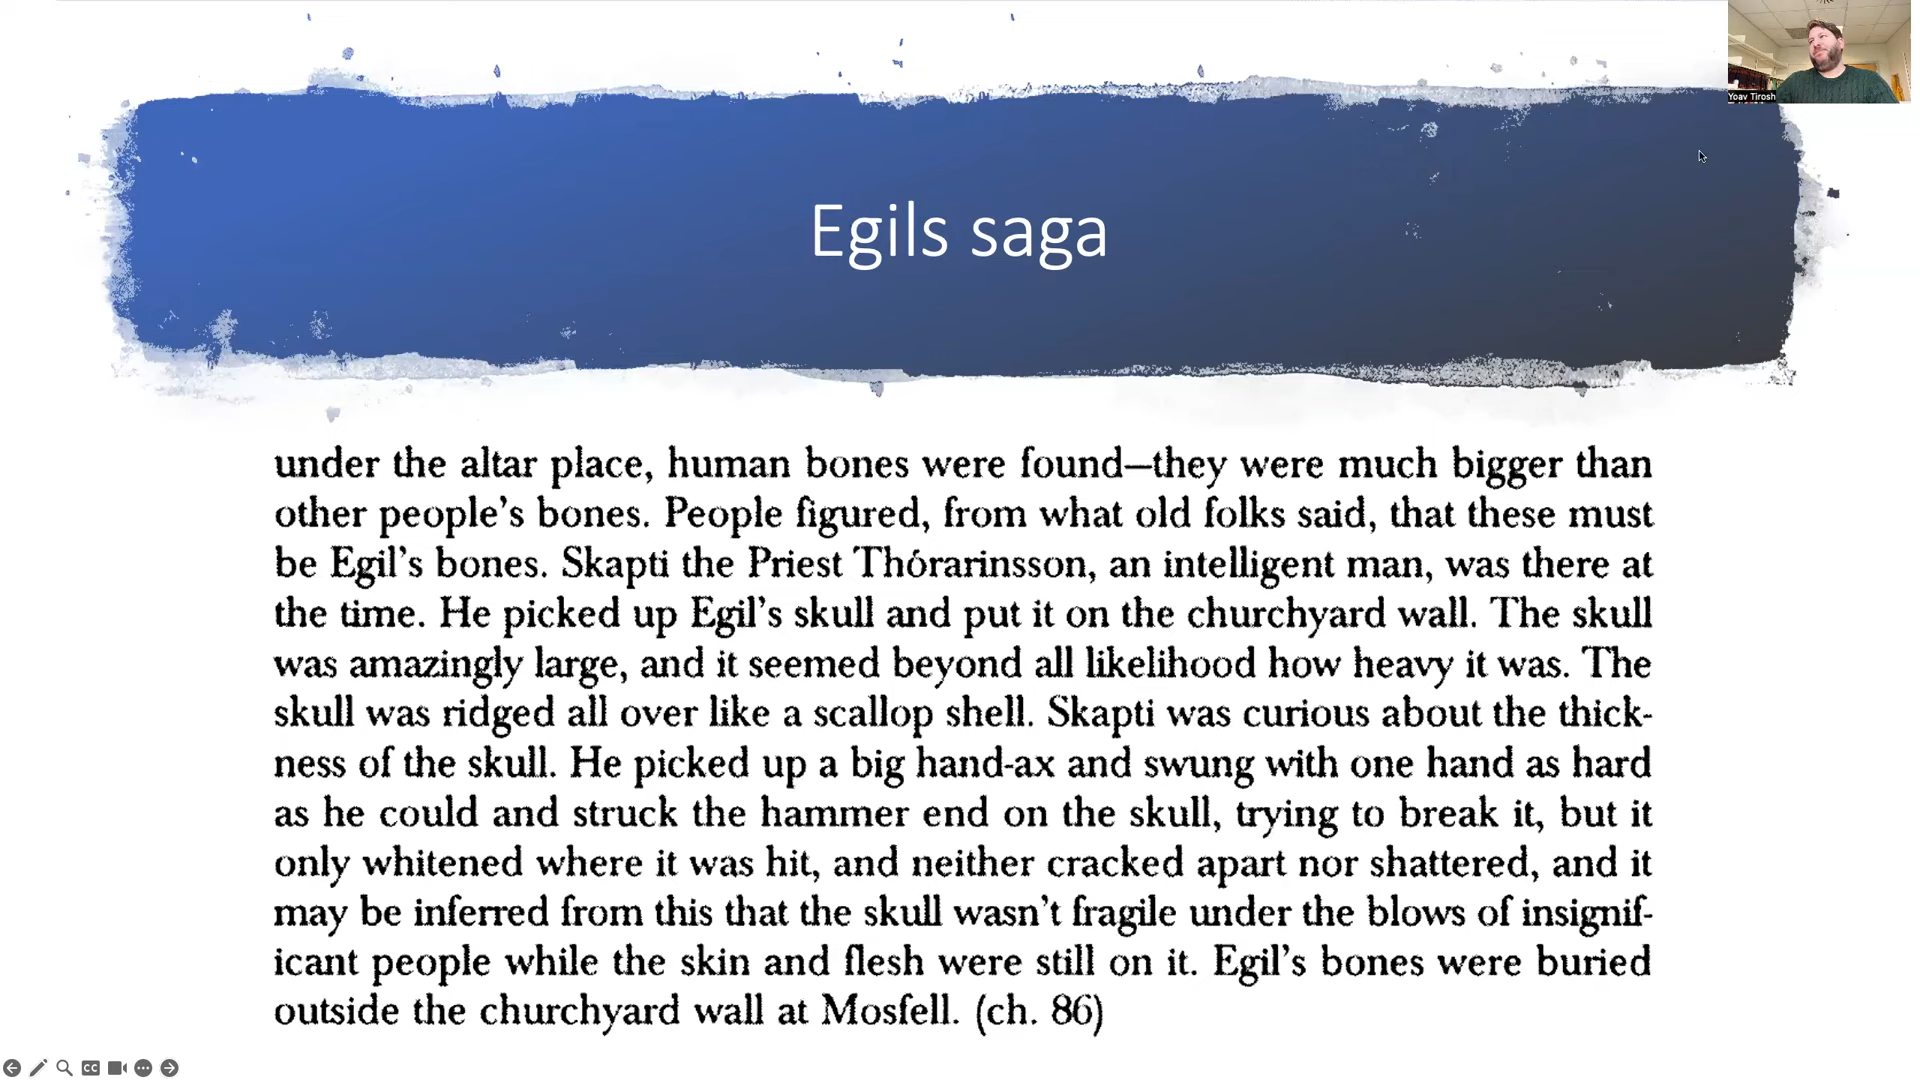 Yoav Tirosh
Egils saga
under the altar place, human bones were found—they were much bigger than
other people's bones. People figured, from what old folks said, that these must
be Egil's bones. Skapti the Priest Thórarinsson, an intelligent man, was there at
the time. He picked up Egil's skull and put it on the churchyard wall. The skull
was amazingly large, and it seemed beyond all likelihood how heavy it was. The
skull was ridged all over like a scallop shell. Skapti was curious about the thick-
ness of the skull. He picked up a big hand-ax and swung with one hand as hard
as he could and struck the hammer end on the skull, trying to break it, but it
only whitened where it was hit, and neither cracked apart nor shattered, and it
may be inferred from this that the skull wasn't fragile under the blows of insignif-
icant people while the skin and flesh were still on it. Egil's bones were buried
outside the churchyard wall at Mosfell. (ch. 86)
CC